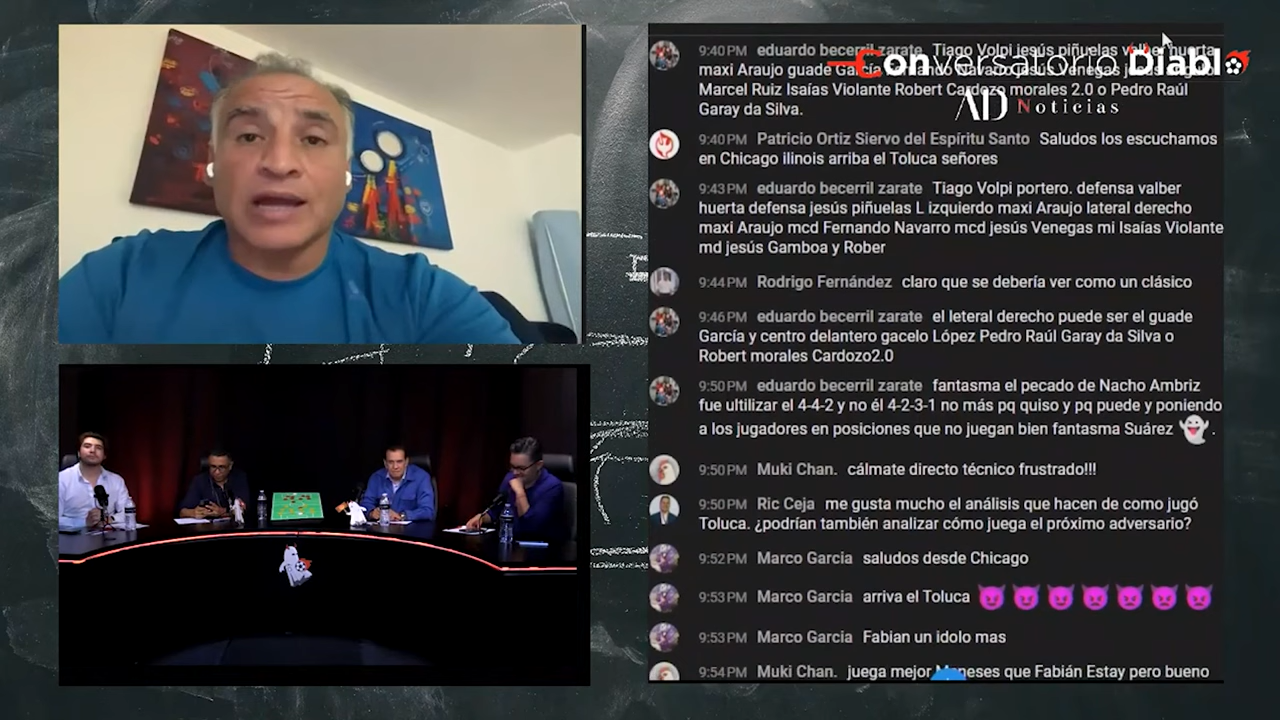 9:40 PM eduardo becerril zarate Tiago Volpi jesús piñuelas valber huerta
maxi Araujo guade García Fernando Navarro jesús Venegas jesús
Marcel Ruiz Isaías Violante Robert Cardozo morales 2.0 o Pedro Raúl
Garay da Silva.
Conversatorio Diablo
AD Noticias
9:40 PM Patricio Ortiz Siervo del Espíritu Santo Saludos los escuchamos
en Chicago ilinois arriba el Toluca señores
9:43 PM eduardo becerril zarate Tiago Volpi portero. defensa valber
huerta defensa jesús piñuelas L izquierdo maxi Araujo lateral derecho
maxi Araujo mcd Fernando Navarro mcd jesús Venegas mi Isaías Violante
md jesús Gamboa y Rober
9:44 PM Rodrigo Fernández claro que se debería ver como un clásico
9:46 PM eduardo becerril zarate el leteral derecho puede ser el guade
García y centro delantero gacelo López Pedro Raúl Garay da Silva o
Robert morales Cardozo2.0
9:50 PM eduardo becerril zarate fantasma el pecado de Nacho Ambriz
fue ultilizar el 4-4-2 y no él 4-2-3-1 no más pq quiso y pq puede y poniendo
a los jugadores en posiciones que no juegan bien fantasma Suárez 👻 .
9:50 PM Muki Chan. cálmate directo técnico frustrado!!!
9:50 PM Ric Ceja me gusta mucho el análisis que hacen de como jugó
Toluca. ¿podrían también analizar cómo juega el próximo adversario?
9:52 PM Marco Garcia saludos desde Chicago
9:53 PM Marco Garcia arriva el Toluca 😈😈😈👿👿👿👿
9:53 PM Marco Garcia Fabian un idolo mas
9:54 PM Muki Chan. juega mejor Meneses que Fabián Estay pero bueno